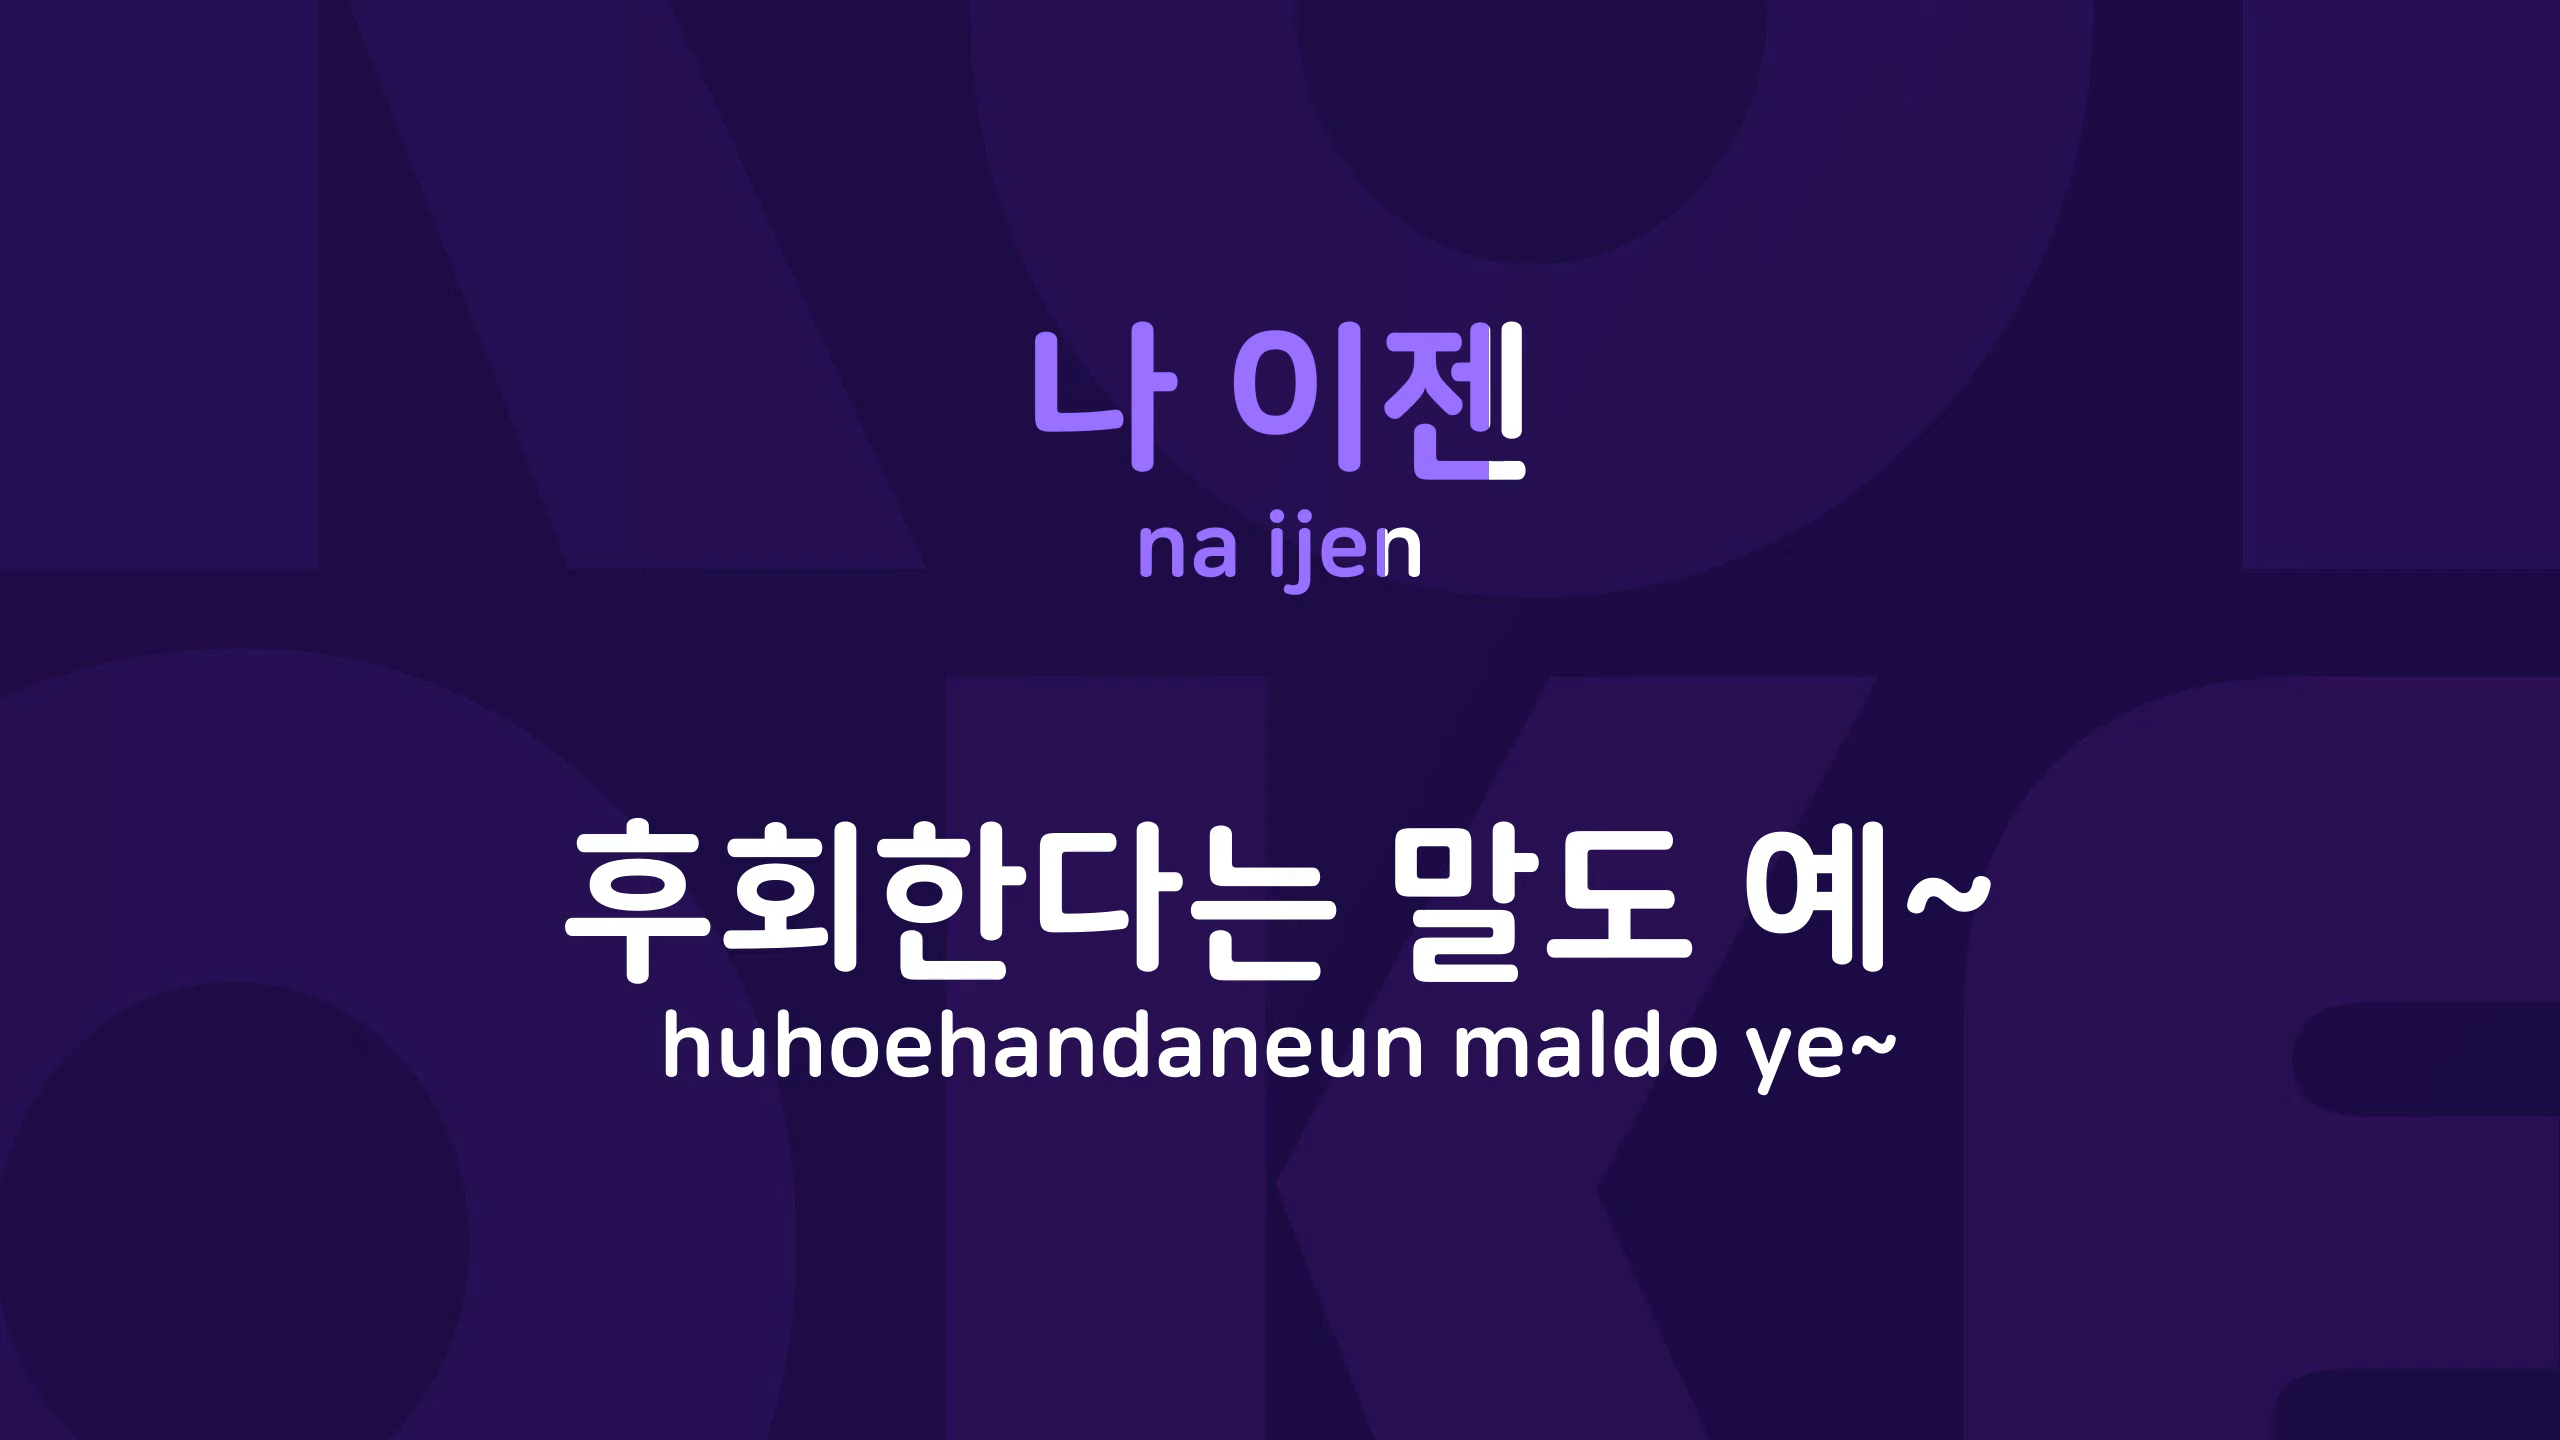 나 이젠
na ijen
후회한다는 말도 예~
huhoehandaneun maldo ye~